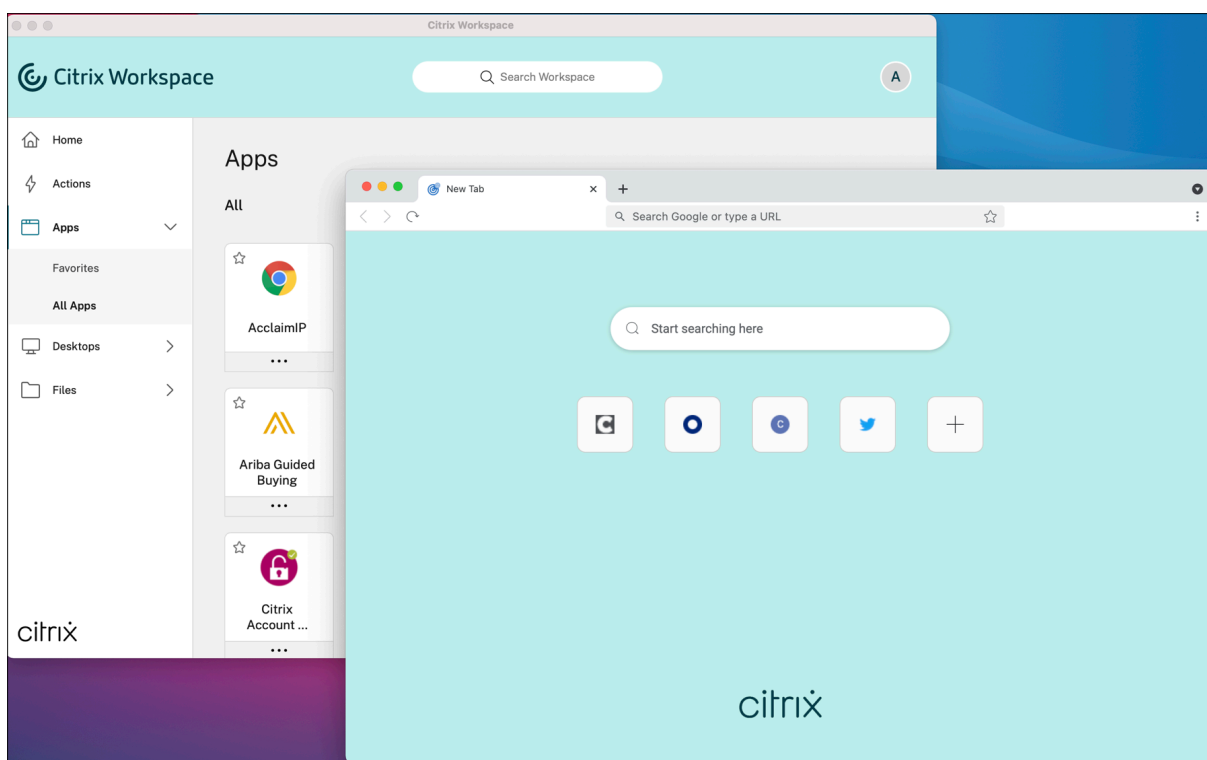 Citrix Workspace
Citrix Workspace
Search Workspace
A
Home
Actions
Apps
Favorites
All Apps
Desktops
Files
citrix
Apps
All
AcclaimIP
Ariba Guided
Buying
Citrix
Account ...
New Tab
Search Google or type a URL
Start searching here
C
C
citrix